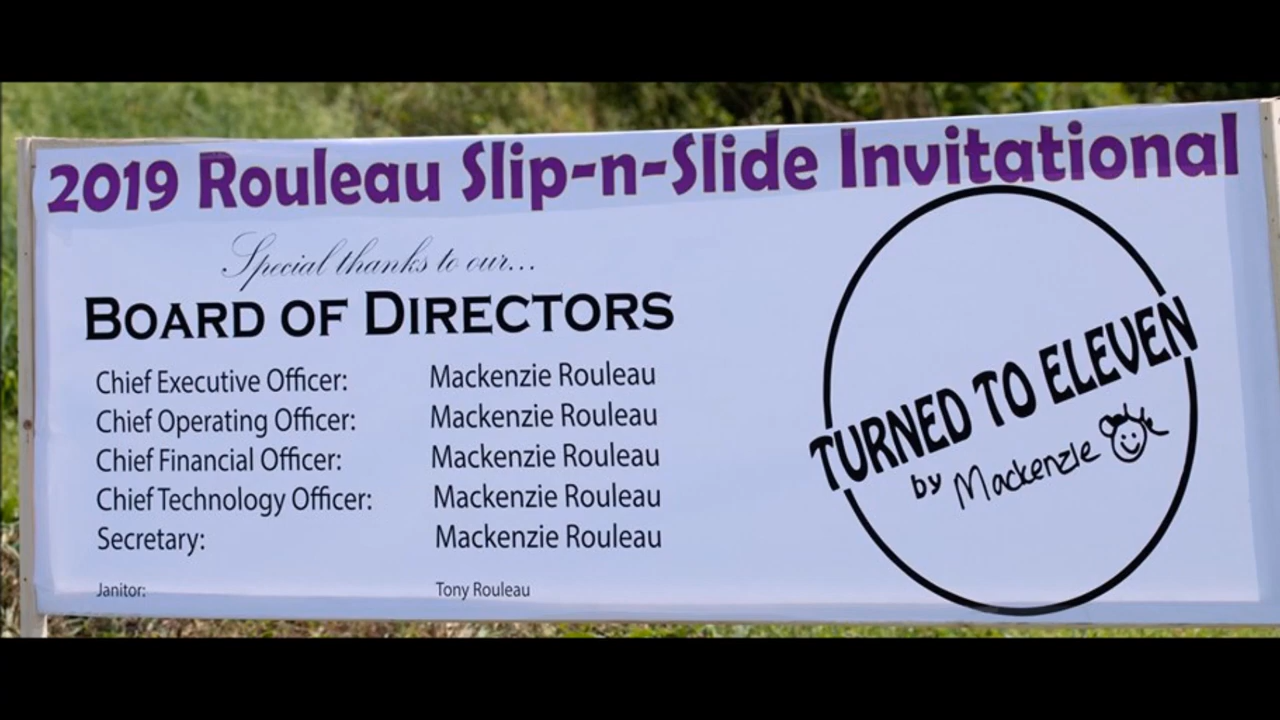 2019 Rouleau Slip-n-Slide Invitational
Special thanks to our...
BOARD OF DIRECTORS
Chief Executive Officer: Mackenzie Rouleau
Chief Operating Officer: Mackenzie Rouleau
Chief Financial Officer: Mackenzie Rouleau
Chief Technology Officer: Mackenzie Rouleau
Secretary: Mackenzie Rouleau
Janitor: Tony Rouleau
TURNED TO ELEVEN
by Mackenzie